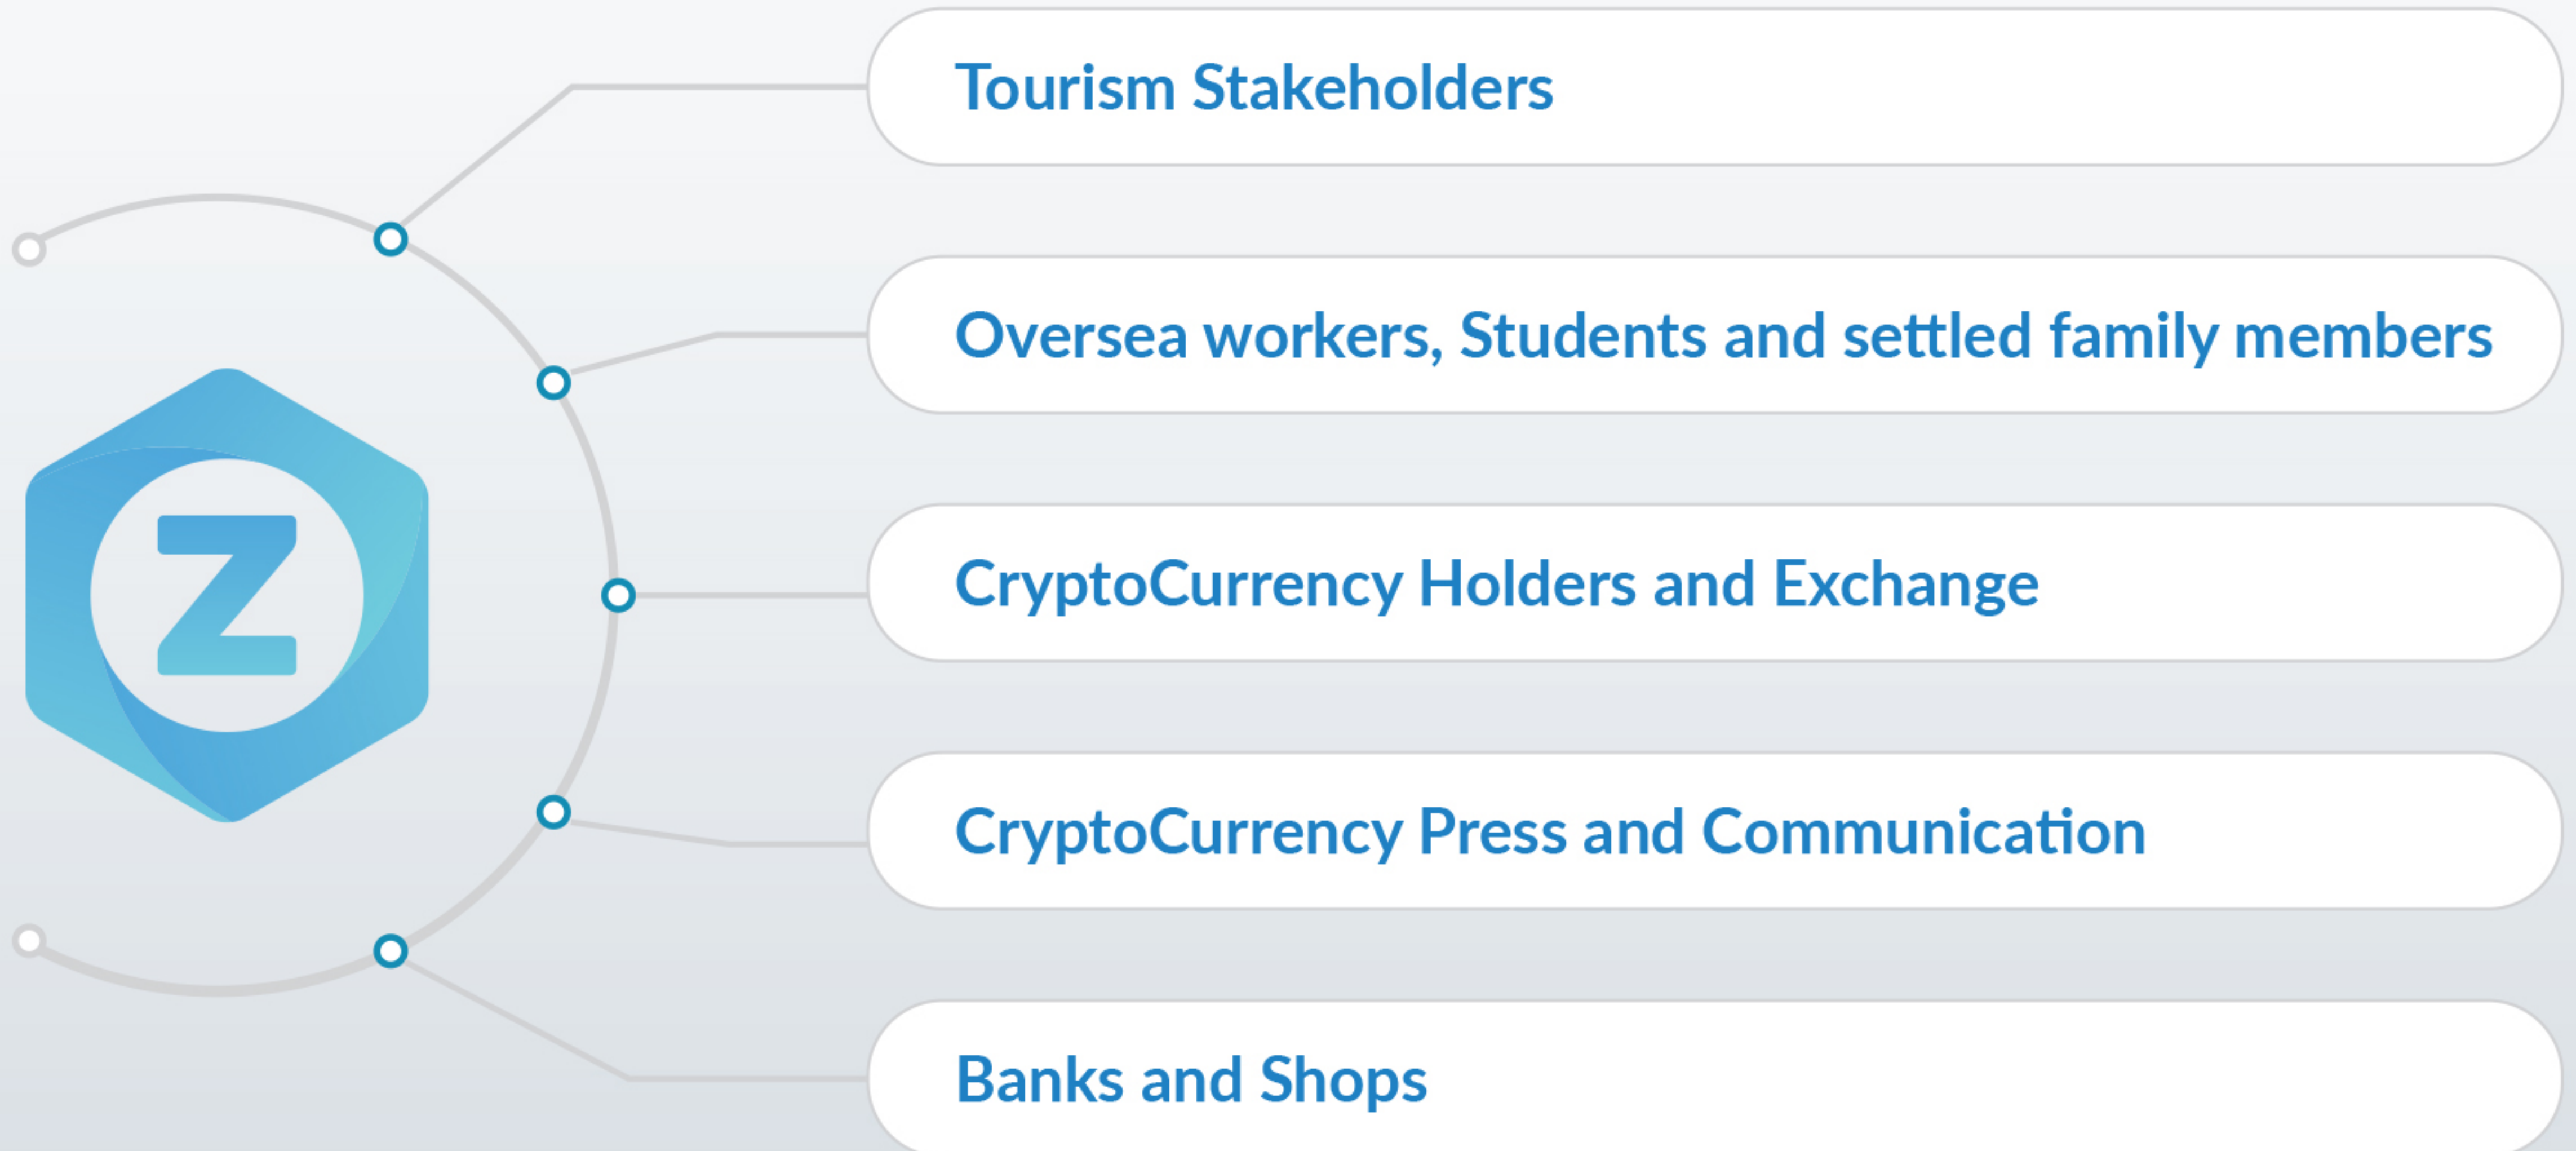 Tourism Stakeholders
Oversea workers, Students and settled family members
Z
CryptoCurrency Holders and Exchange
CryptoCurrency Press and Communication
Banks and Shops